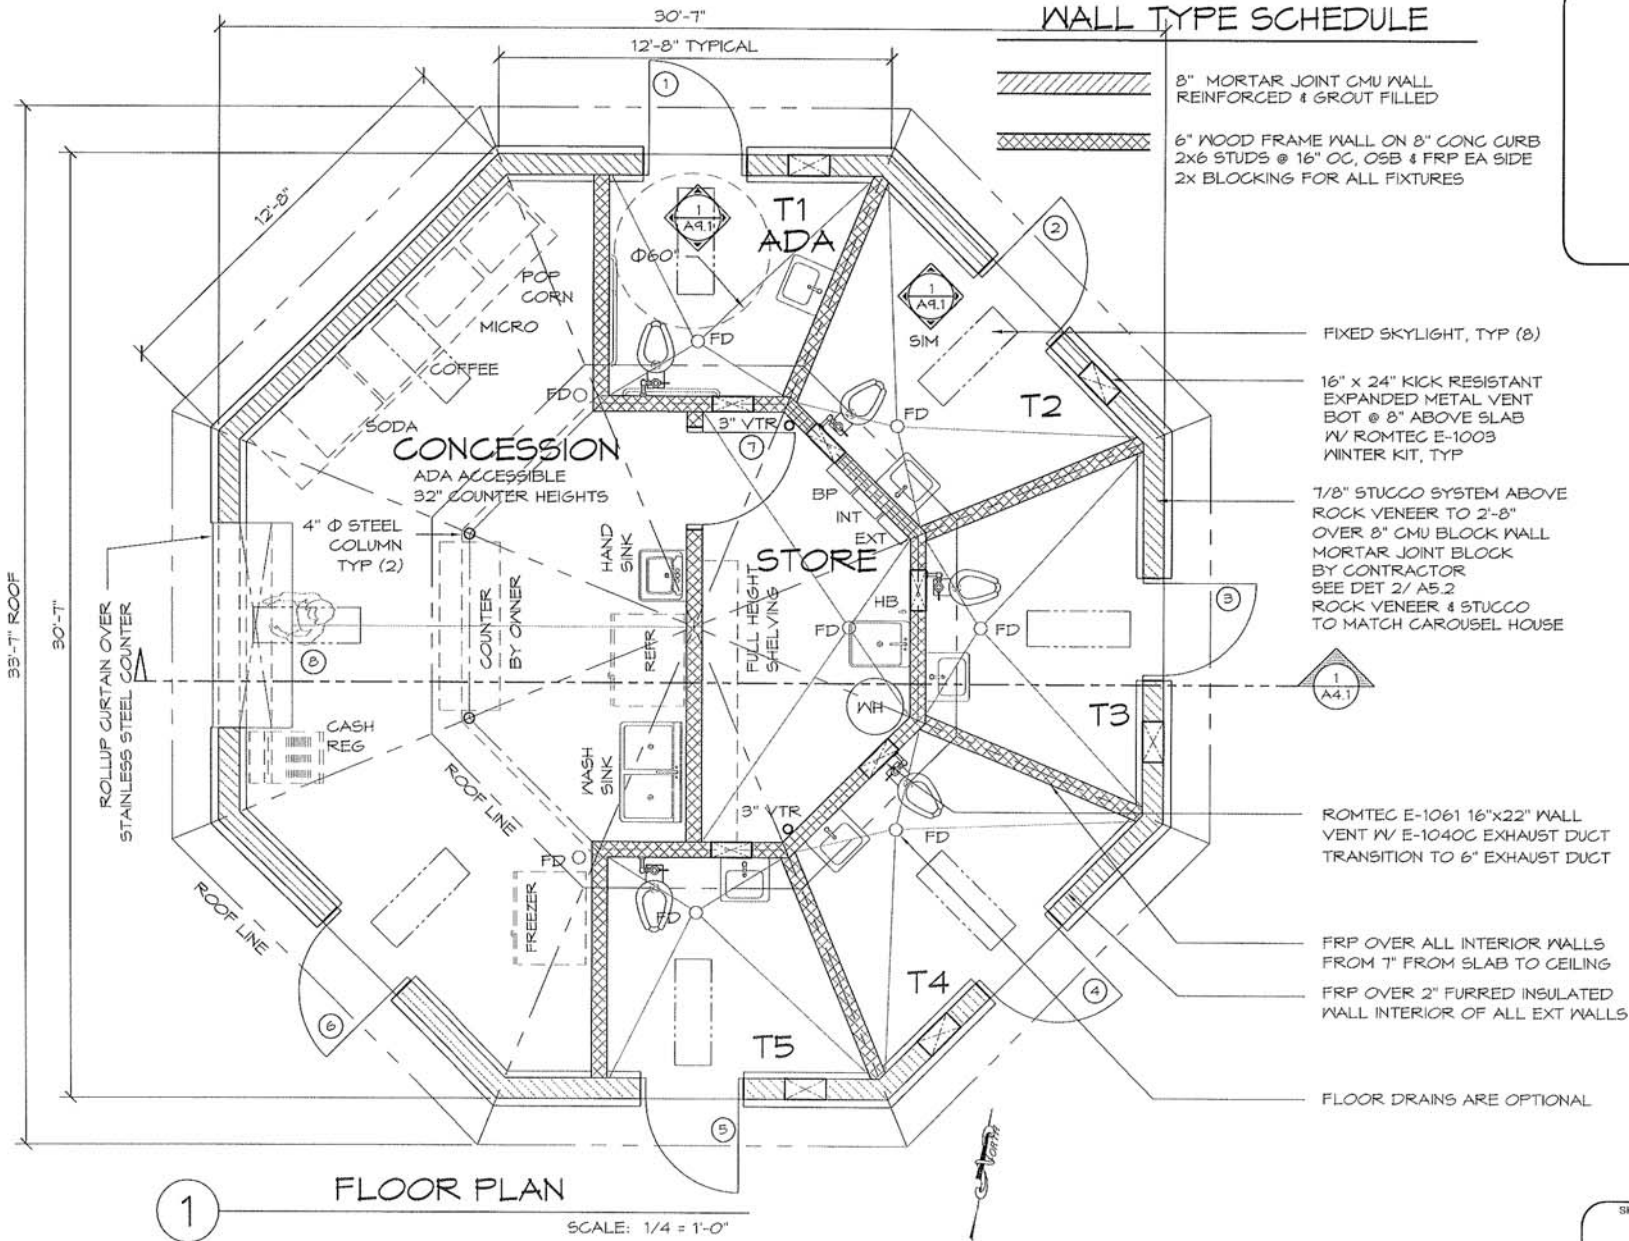 30'-7"
WALL TYPE SCHEDULE
12'-8" TYPICAL
8" MORTAR JOINT CMU WALL
REINFORCED & GROUT FILLED
6" WOOD FRAME WALL ON 8" CONC CURB
2x6 STUDS @ 16" OC, OSB & FRP EA SIDE
2x BLOCKING FOR ALL FIXTURES
12'-8"
33'-7" ROOF
30'-7"
1
1
A9.1
T1
ADA
Φ60"
FD
2
1
A9.1
SIM
T2
FD
POP
CORN
MICRO
COFFEE
SODA
FD
3" VTR
7
CONCESSION
ADA ACCESSIBLE
32" COUNTER HEIGHTS
4" Φ STEEL
COLUMN
TYP (2)
HAND
SINK
BP
INT
EXT
STORE
HB
FD
FD
3
FIXED SKYLIGHT, TYP (8)
16" x 24" KICK RESISTANT
EXPANDED METAL VENT
BOT @ 8" ABOVE SLAB
W/ ROMTEC E-1003
WINTER KIT, TYP
7/8" STUCCO SYSTEM ABOVE
ROCK VENEER TO 2'-8"
OVER 8" CMU BLOCK WALL
MORTAR JOINT BLOCK
BY CONTRACTOR
SEE DET 2/ A5.2
ROCK VENEER & STUCCO
TO MATCH CAROUSEL HOUSE
1
A4.1
ROLLUP CURTAIN OVER
STAINLESS STEEL COUNTER
8
COUNTER
BY OWNER
REFR
FULL HEIGHT
SHELVING
WH
T3
CASH
REG
WASH
SINK
ROOF LINE
3" VTR
FD
FD
ROMTEC E-1061 16"x22" WALL
VENT W/ E-1040C EXHAUST DUCT
TRANSITION TO 6" EXHAUST DUCT
ROOF LINE
FREEZER
FD
FRP OVER ALL INTERIOR WALLS
FROM 7" FROM SLAB TO CEILING
FRP OVER 2" FURRED INSULATED
WALL INTERIOR OF ALL EXT WALLS
T4
4
6
T5
5
FLOOR DRAINS ARE OPTIONAL
NORTH
1
FLOOR PLAN
SCALE: 1/4 = 1'-0"